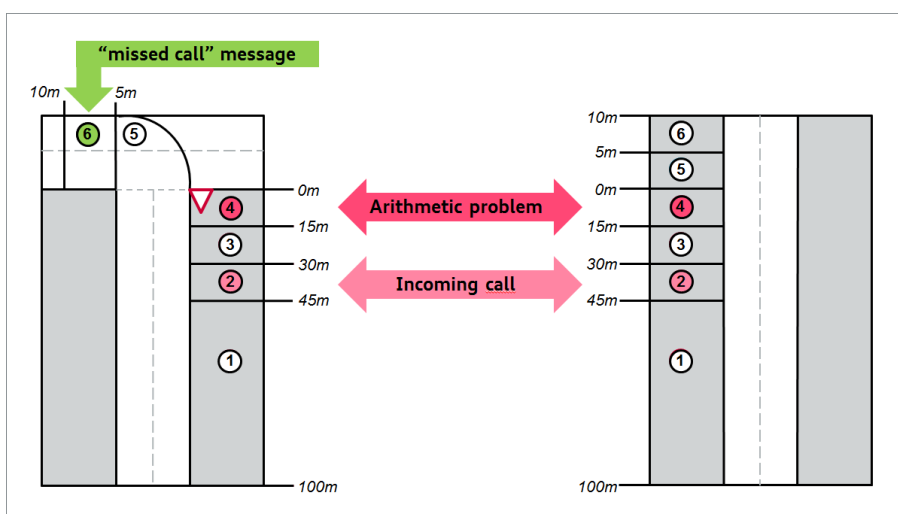 “missed call” message
10m 5m
6 5
0m
4
15m
3
30m
2
45m
1
100m
Arithmetic problem
Incoming call
10m
6
5m
5
0m
4
15m
3
30m
2
45m
1
100m